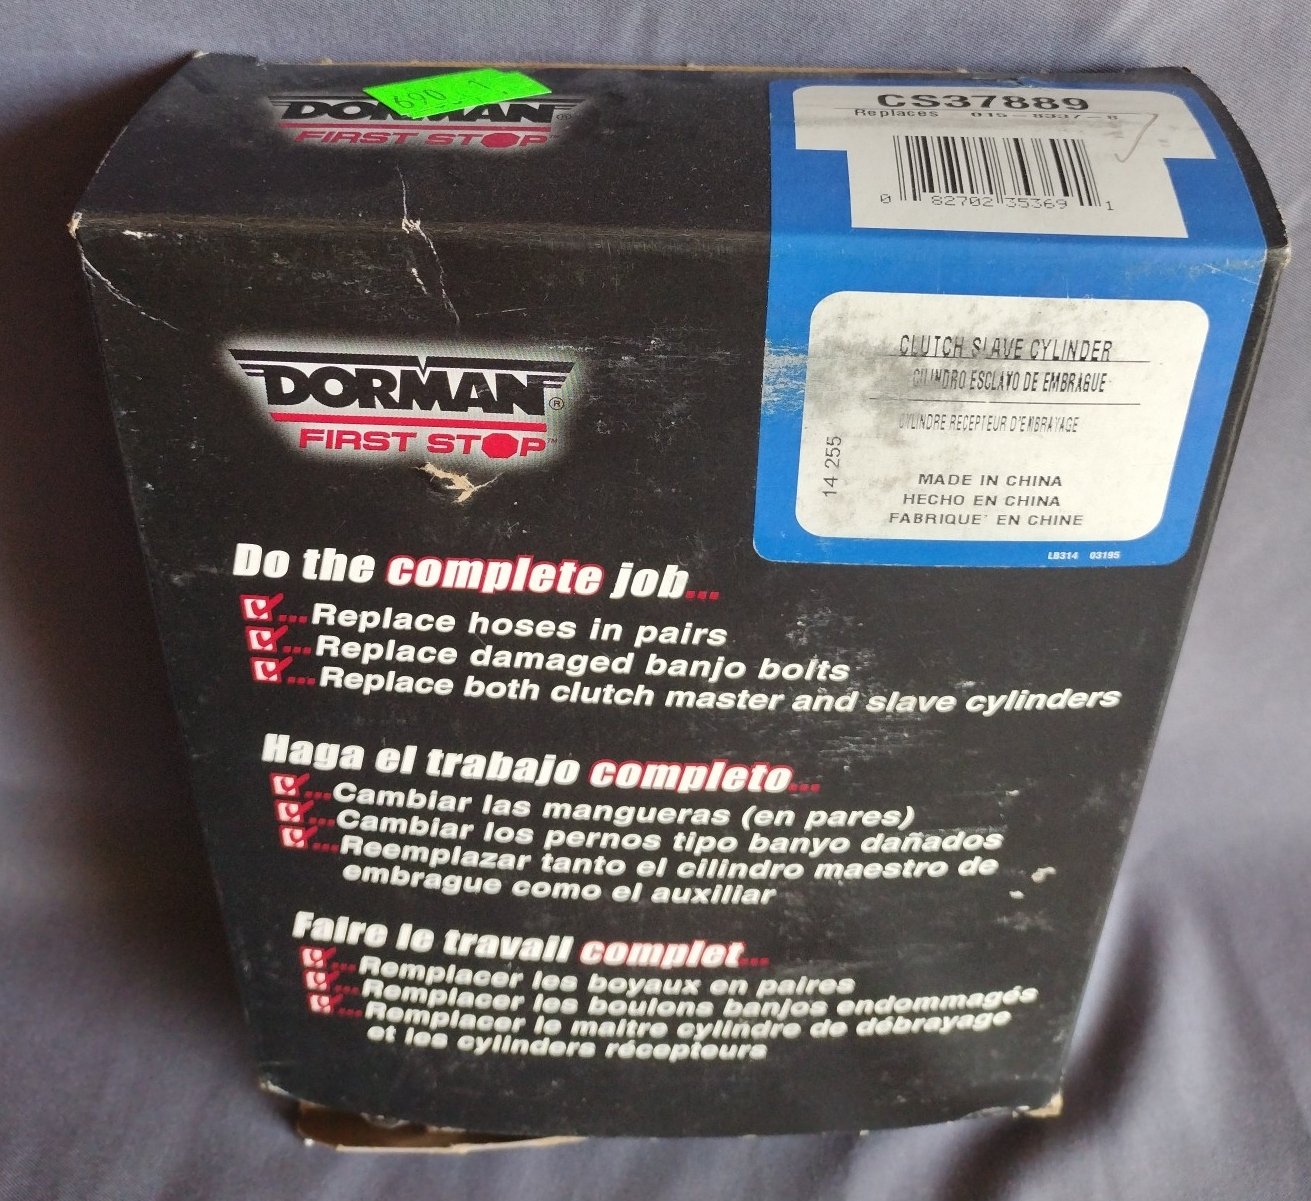 690
DORMAN®
FIRST STOP
CS37889
Replaces 015-8337-8
0 82702 35369 1
DORMAN®
FIRST STOP™
CLUTCH SLAVE CYLINDER
CILINDRO ESCLAVO DE EMBRAGUE
CYLINDRE RECEPTEUR D'EMBRAYAGE
14 255
MADE IN CHINA
HECHO EN CHINA
FABRIQUE' EN CHINE
LB314 03195
Do the complete job...
...Replace hoses in pairs
...Replace damaged banjo bolts
...Replace both clutch master and slave cylinders
Haga el trabajo completo...
...Cambiar las mangueras (en pares)
...Cambiar los pernos tipo banyo dañados
...Reemplazar tanto el cilindro maestro de
embrague como el auxiliar
Faire le travail complet...
...Remplacer les boyaux en paires
...Remplacer les boulons banjos endommagés
...Remplacer le maître cylindre de débrayage
et les cylinders récepteurs